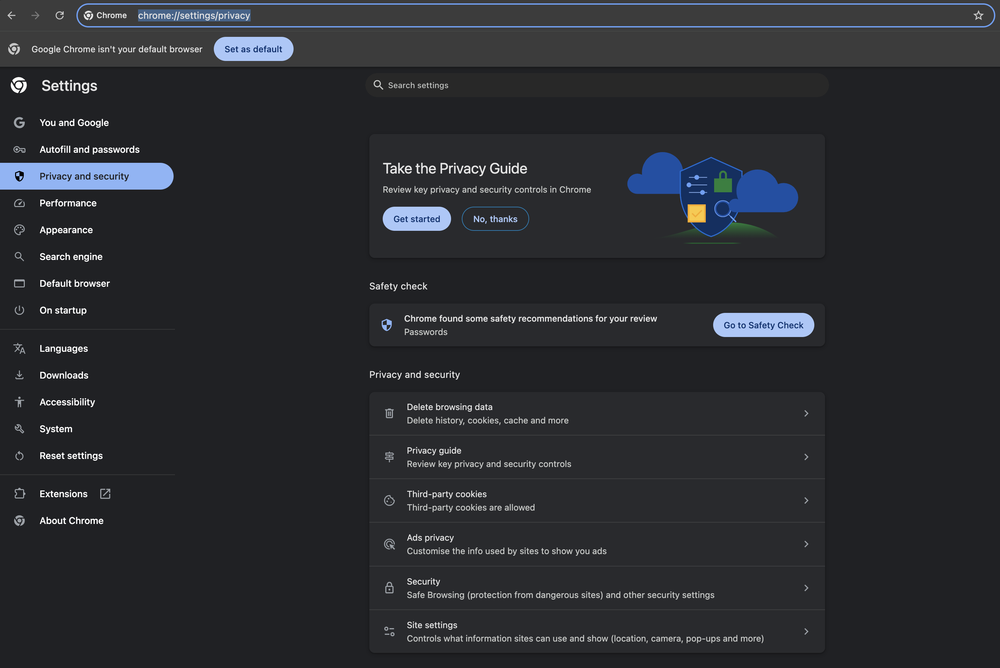 Chrome chrome://settings/privacy
Google Chrome isn't your default browser Set as default
Settings
Search settings
You and Google
Autofill and passwords
Privacy and security
Performance
Appearance
Search engine
Default browser
On startup
Languages
Downloads
Accessibility
System
Reset settings
Extensions
About Chrome
Take the Privacy Guide
Review key privacy and security controls in Chrome
Get started No, thanks
Safety check
Chrome found some safety recommendations for your review
Passwords
Go to Safety Check
Privacy and security
Delete browsing data
Delete history, cookies, cache and more
Privacy guide
Review key privacy and security controls
Third-party cookies
Third-party cookies are allowed
Ads privacy
Customise the info used by sites to show you ads
Security
Safe Browsing (protection from dangerous sites) and other security settings
Site settings
Controls what information sites can use and show (location, camera, pop-ups and more)